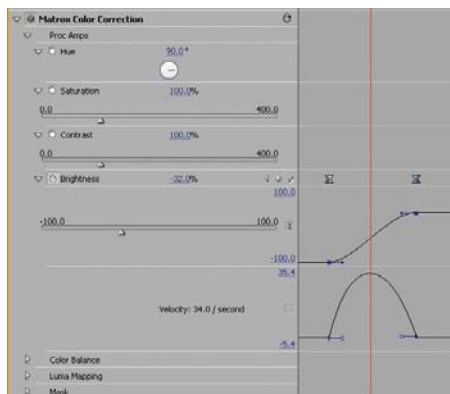 Matrox Color Correction
Proc Amps
Hue 90.0°
Saturation 100.0%
0.0 400.0
Contrast 100.0%
0.0 400.0
Brightness -32.0%
100.0
-100.0 100.0
-100.0
35.4
Velocity: 34.0 / second
-5.4
Color Balance
Luma Mapping
Mask